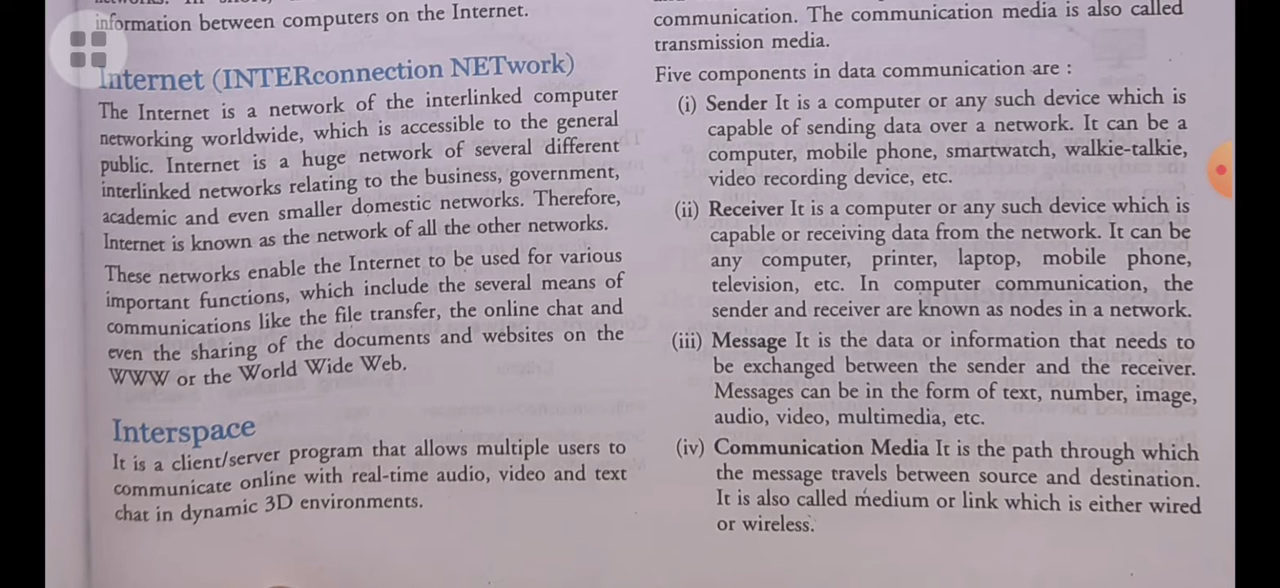 information between computers on the Internet.
Internet (INTERconnection NETwork)
The Internet is a network of the interlinked computer
networking worldwide, which is accessible to the general
public. Internet is a huge network of several different
interlinked networks relating to the business, government,
academic and even smaller domestic networks. Therefore,
Internet is known as the network of all the other networks.
These networks enable the Internet to be used for various
important functions, which include the several means of
communications like the file transfer, the online chat and
even the sharing of the documents and websites on the
WWW or the World Wide Web.
Interspace
It is a client/server program that allows multiple users to
communicate online with real-time audio, video and text
chat in dynamic 3D environments.
communication. The communication media is also called
transmission media.
Five components in data communication are :
(i) Sender It is a computer or any such device which is
capable of sending data over a network. It can be a
computer, mobile phone, smartwatch, walkie-talkie,
video recording device, etc.
(ii) Receiver It is a computer or any such device which is
capable or receiving data from the network. It can be
any computer, printer, laptop, mobile phone,
television, etc. In computer communication, the
sender and receiver are known as nodes in a network.
(iii) Message It is the data or information that needs to
be exchanged between the sender and the receiver.
Messages can be in the form of text, number, image,
audio, video, multimedia, etc.
(iv) Communication Media It is the path through which
the message travels between source and destination.
It is also called medium or link which is either wired
or wireless.